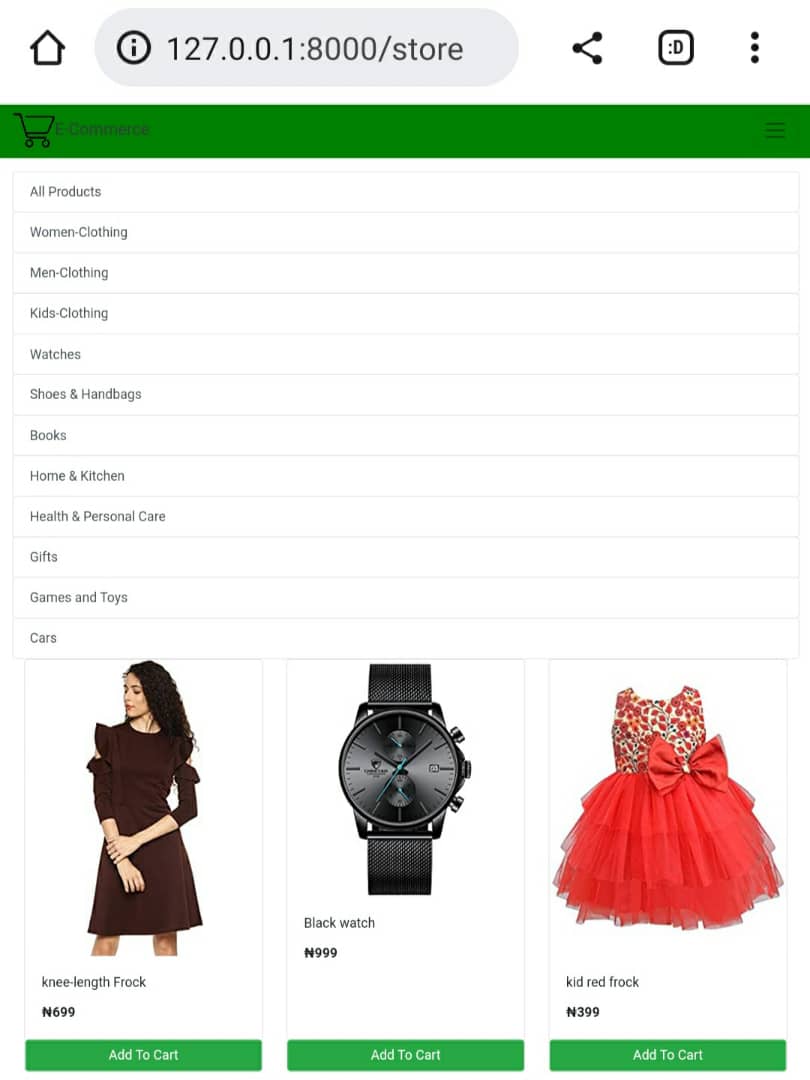 127.0.0.1:8000/store
:D
E-Commerce
All Products
Women-Clothing
Men-Clothing
Kids-Clothing
Watches
Shoes & Handbags
Books
Home & Kitchen
Health & Personal Care
Gifts
Games and Toys
Cars
knee-length Frock
₦699
Add To Cart
Black watch
₦999
Add To Cart
kid red frock
₦399
Add To Cart